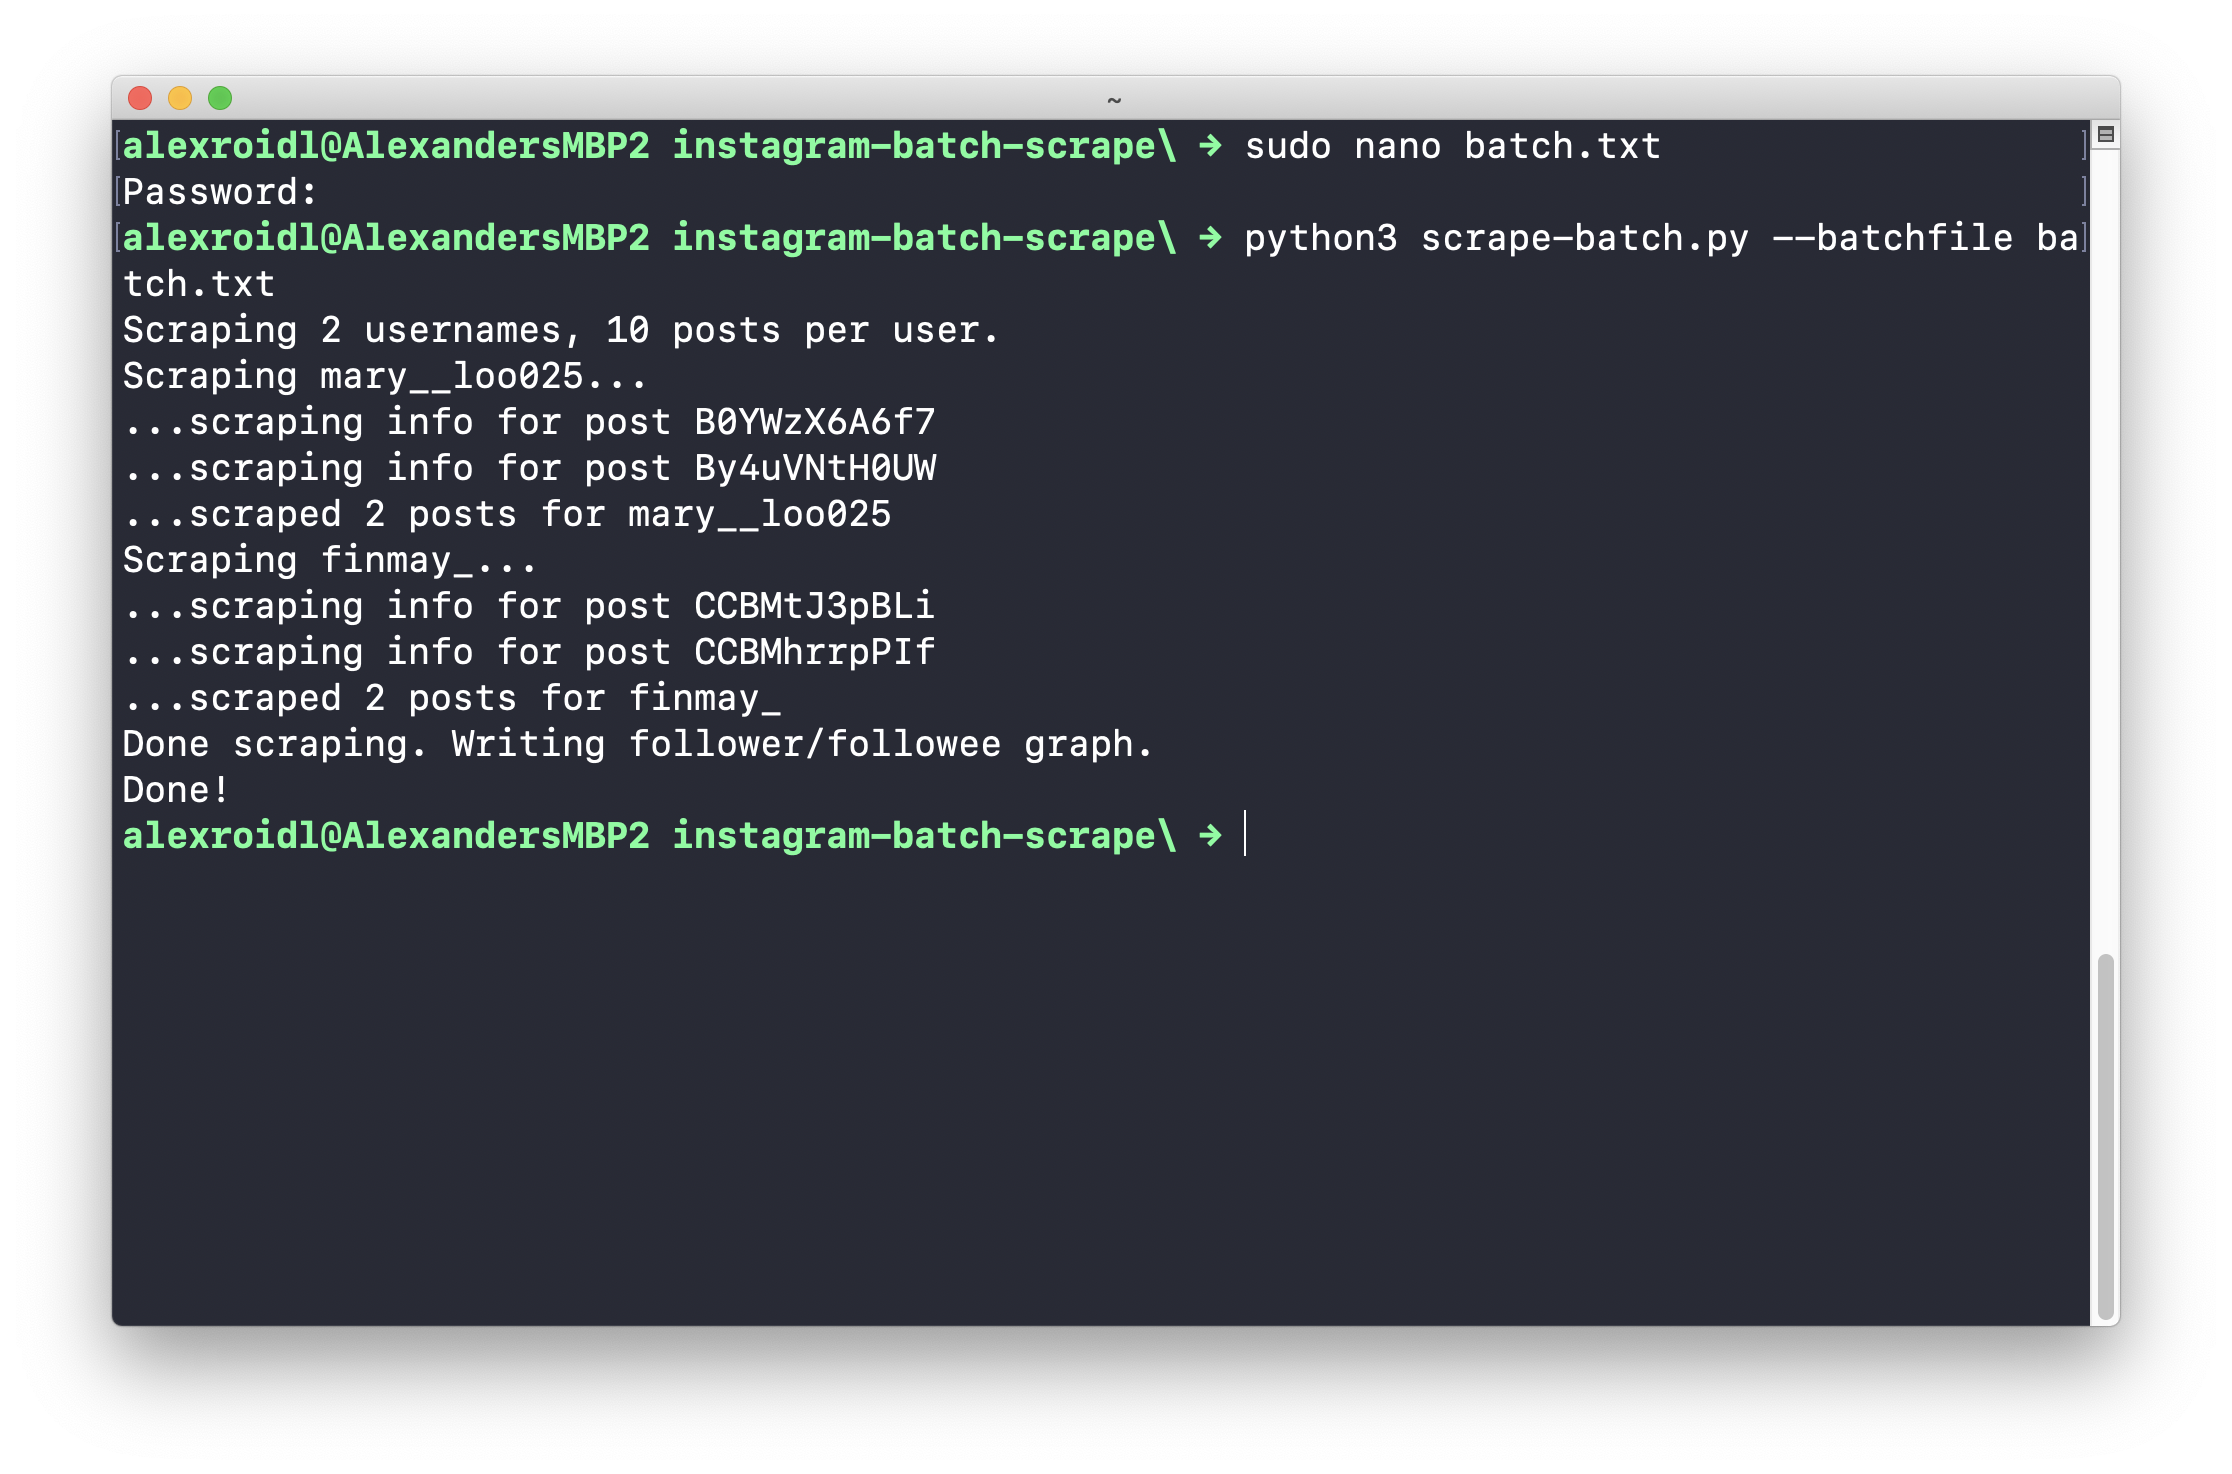 ~
alexroidl@AlexandersMBP2 instagram-batch-scrape\ → sudo nano batch.txt
Password:
alexroidl@AlexandersMBP2 instagram-batch-scrape\ → python3 scrape-batch.py --batchfile ba
tch.txt
Scraping 2 usernames, 10 posts per user.
Scraping mary__loo025...
...scraping info for post B0YWzX6A6f7
...scraping info for post By4uVNtH0UW
...scraped 2 posts for mary__loo025
Scraping finmay_...
...scraping info for post CCBMtJ3pBLi
...scraping info for post CCBMhrrpPIf
...scraped 2 posts for finmay_
Done scraping. Writing follower/followee graph.
Done!
alexroidl@AlexandersMBP2 instagram-batch-scrape\ →